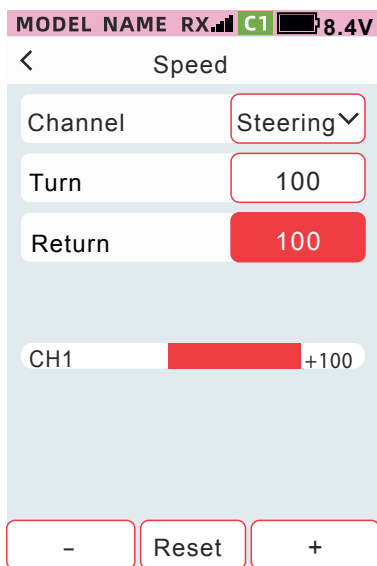 MODEL NAME RX C1 8.4V
< Speed
Channel Steering
Turn 100
Return 100
CH1 +100
- Reset +